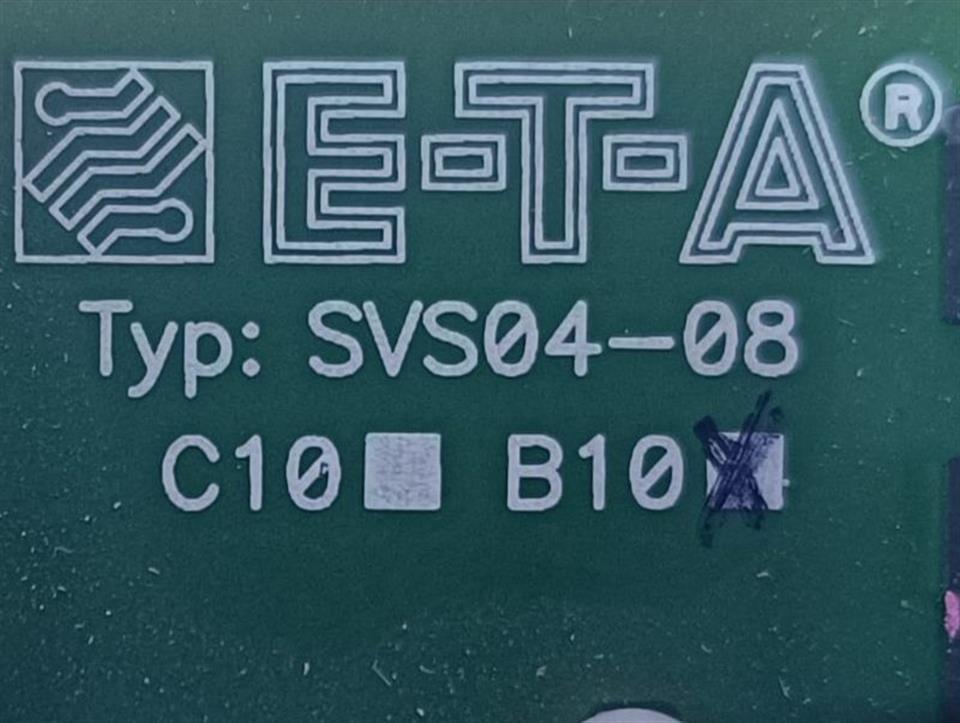 E-T-A®
Typ: SVS04-08
C10 B10